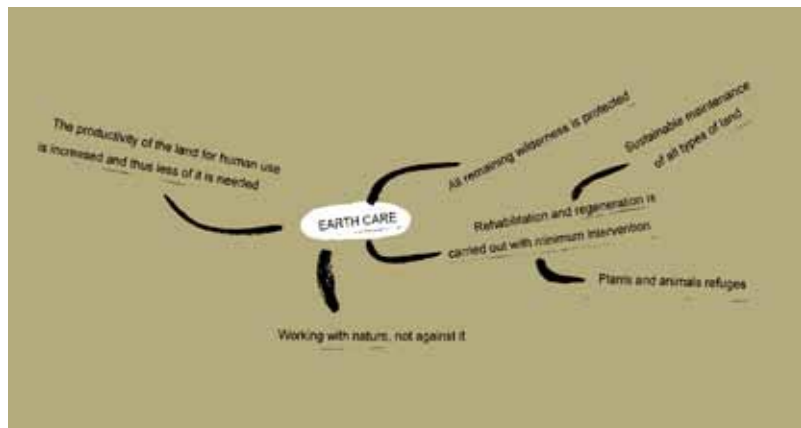 The productivity of the land for human use
is increased and thus less of it is needed
EARTH CARE
All remaining wilderness is protected
Sustainable maintenance
of all types of land
Rehabilitation and regeneration is
carried out with minimum intervention
Plants and animals refuges
Working with nature, not against it